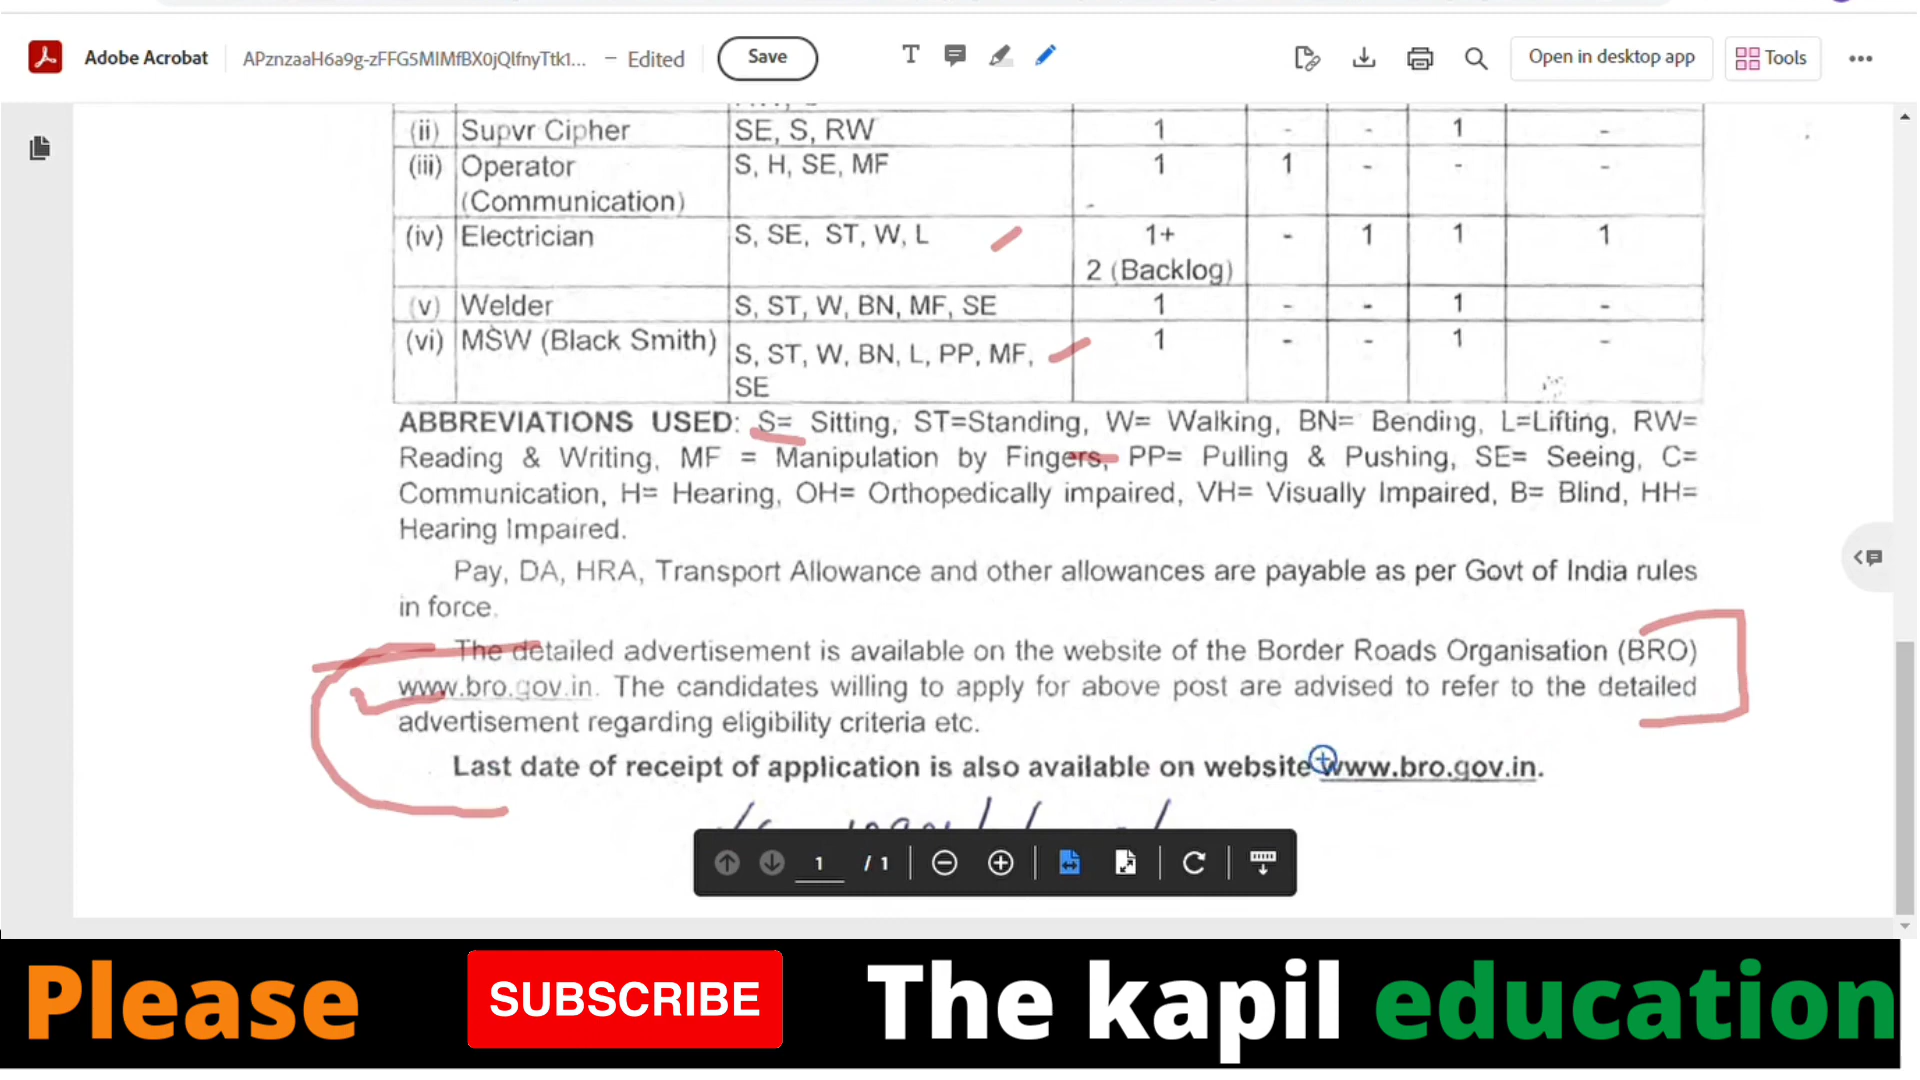 Adobe Acrobat
APznzaaH6a9g-zFFG5MIMfBX0jQlfnyTtk1... – Edited
Save
Open in desktop app
Tools
(ii) Supvr Cipher SE, S, RW 1 - - 1 -
(iii) Operator S, H, SE, MF 1 1 - - -
(Communication)
(iv) Electrician S, SE, ST, W, L 1+ - 1 1 1
2 (Backlog)
(v) Welder S, ST, W, BN, MF, SE 1 - - 1 -
(vi) MSW (Black Smith) S, ST, W, BN, L, PP, MF, 1 - - 1 -
SE
ABBREVIATIONS USED: S= Sitting, ST=Standing, W= Walking, BN= Bending, L=Lifting, RW=
Reading & Writing, MF = Manipulation by Fingers, PP= Pulling & Pushing, SE= Seeing, C=
Communication, H= Hearing, OH= Orthopedically impaired, VH= Visually Impaired, B= Blind, HH=
Hearing Impaired.
Pay, DA, HRA, Transport Allowance and other allowances are payable as per Govt of India rules
in force.
The detailed advertisement is available on the website of the Border Roads Organisation (BRO)
www.bro.gov.in. The candidates willing to apply for above post are advised to refer to the detailed
advertisement regarding eligibility criteria etc.
Last date of receipt of application is also available on website www.bro.gov.in.
1 / 1
Please SUBSCRIBE The kapil education